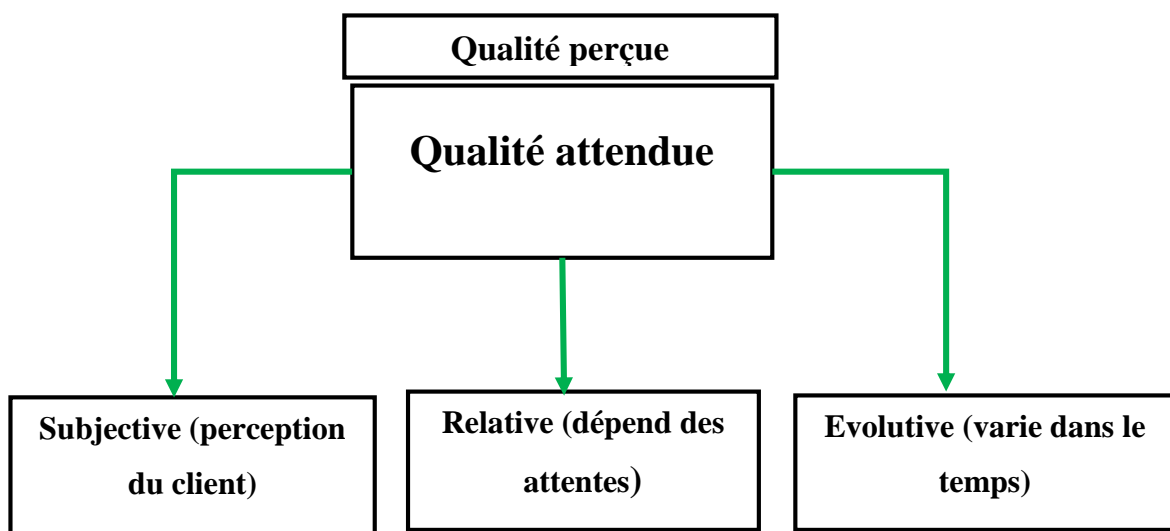 Qualité perçue
Qualité attendue
Subjective (perception
du client)
Relative (dépend des
attentes)
Evolutive (varie dans le
temps)